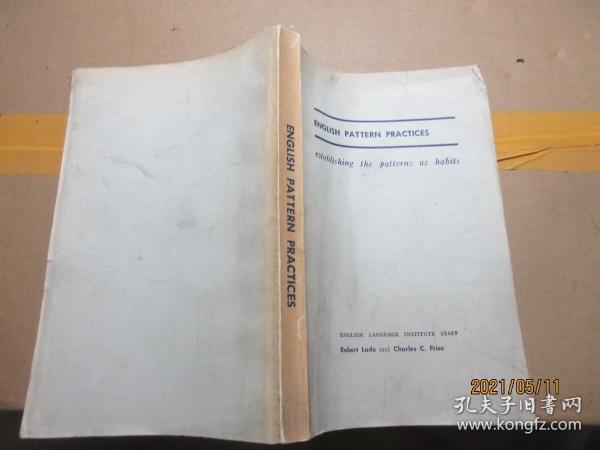 ENGLISH PATTERN PRACTICES
ENGLISH PATTERN PRACTICES
establishing the patterns as habits
ENGLISH LANGUAGE INSTITUTE STAFF
Robert Lado and Charles C. Fries
2021/05/11
孔夫子旧书网
www.kongfz.com